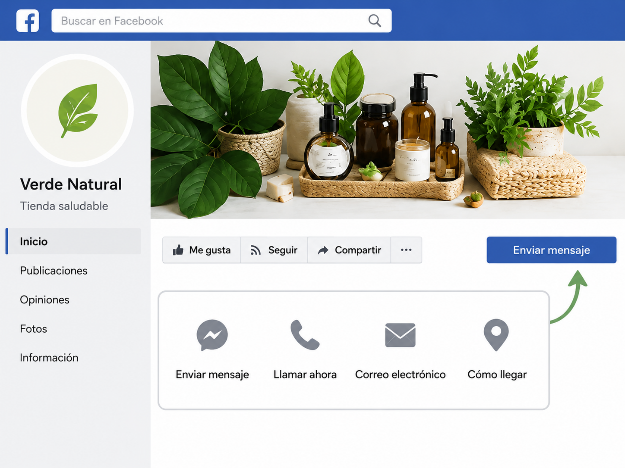 Buscar en Facebook
Verde Natural
Tienda saludable
Inicio
Publicaciones
Opiniones
Fotos
Información
Me gusta
Seguir
Compartir
Enviar mensaje
Enviar mensaje
Llamar ahora
Correo electrónico
Cómo llegar